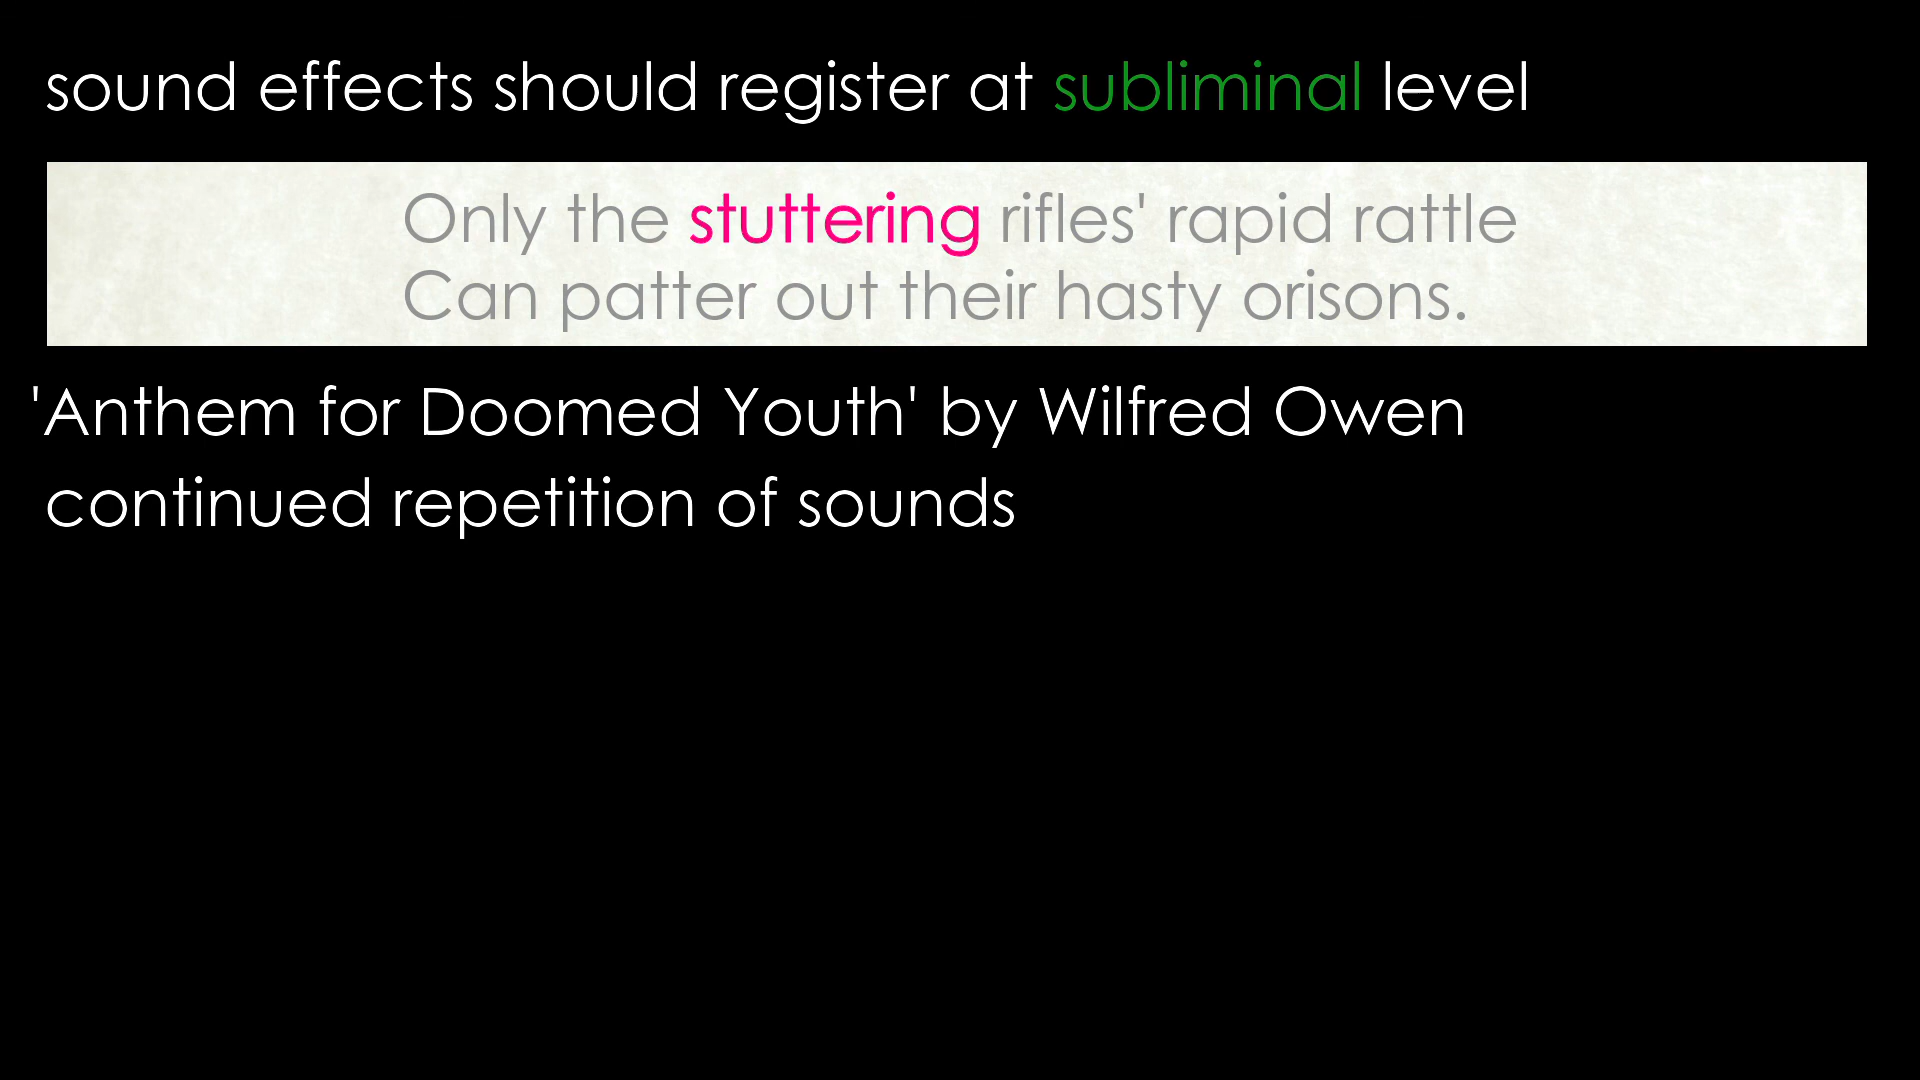 sound effects should register at subliminal level
Only the stuttering rifles' rapid rattle
Can patter out their hasty orisons.
'Anthem for Doomed Youth' by Wilfred Owen
continued repetition of sounds